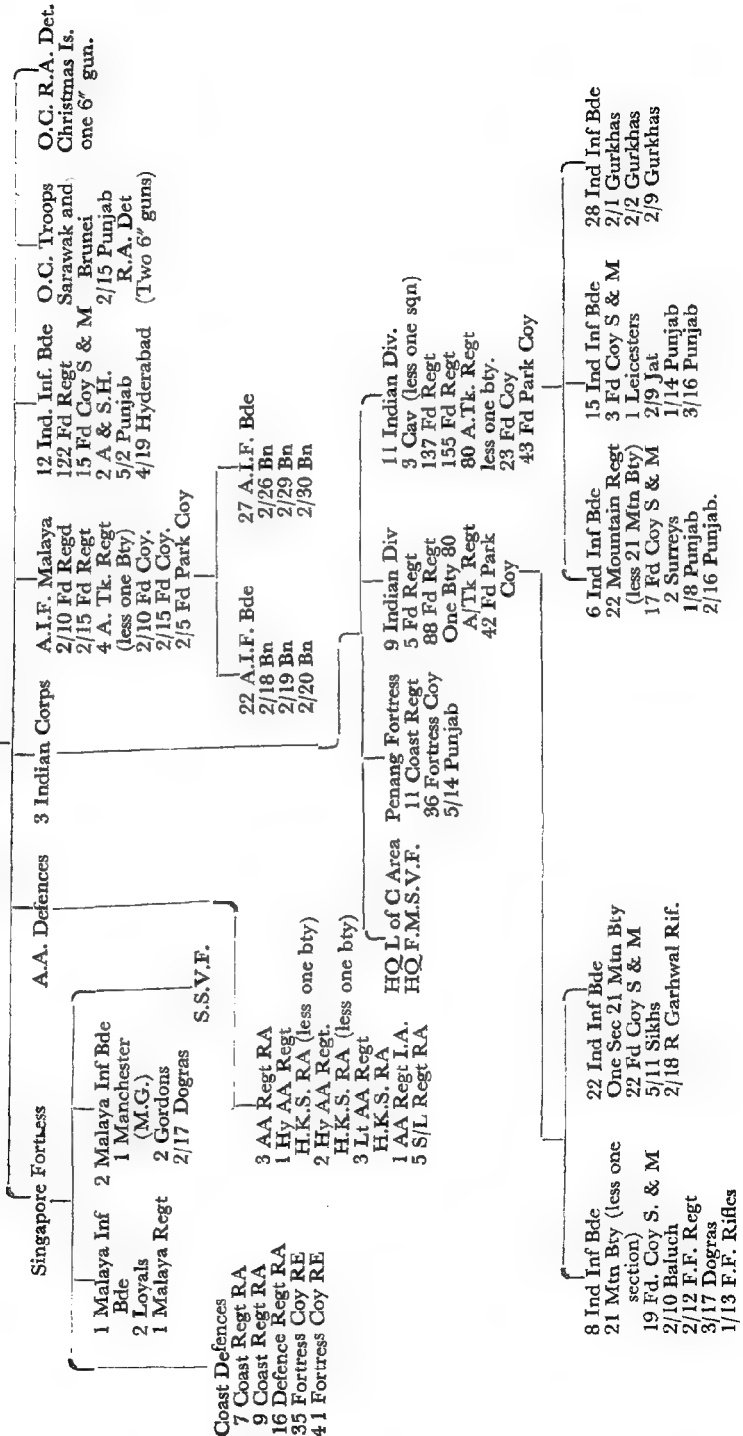 Singapore Fortress
A.A. Defences
3 Indian Corps
A.I.F. Malaya
2/10 Fd Regd
2/15 Fd Regt
4 A. Tk. Regt
(less one Bty)
2/10 Fd Coy.
2/15 Fd Coy.
2/5 Fd Park Coy
12 Ind. Inf. Bde
122 Fd Regt
15 Fd Coy S & M
2 A & S.H.
5/2 Punjab
4/19 Hyderabad
O.C. Troops
Sarawak and
Brunei
2/15 Punjab
R.A. Det
(Two 6" guns)
O.C. R.A. Det.
Christmas Is.
one 6" gun.
1 Malaya Inf
Bde
2 Loyals
1 Malaya Regt
2 Malaya Inf Bde
1 Manchester
(M.G.)
2 Gordons
2/17 Dogras
S.S.V.F.
22 A.I.F. Bde
2/18 Bn
2/19 Bn
2/20 Bn
27 A.I.F. Bde
2/26 Bn
2/29 Bn
2/30 Bn
Coast Defences
7 Coast Regt RA
9 Coast Regt RA
16 Defence Regt RA
35 Fortress Coy RE
41 Fortress Coy RE
3 AA Regt RA
1 Hy AA Regt
H.K.S. RA (less one bty)
2 Hy AA Regt.
H.K.S. RA (less one bty)
3 Lt AA Regt
H.K.S. RA
1 AA Regt I.A.
5 S/L Regt RA
HQ L of C Area
HQ F.M.S.V.F.
Penang Fortress
11 Coast Regt
36 Fortress Coy
5/14 Punjab
9 Indian Div
5 Fd Regt
88 Fd Regt
One Bty 80
A/Tk Regt
42 Fd Park
Coy
11 Indian Div.
3 Cav (less one sqn)
137 Fd Regt
155 Fd Regt
80 A.Tk. Regt
less one bty.
23 Fd Coy
43 Fd Park Coy
8 Ind Inf Bde
21 Mtn Bty (less one
section)
19 Fd. Coy S. & M
2/10 Baluch
2/12 F.F. Regt
3/17 Dogras
1/13 F.F. Rifles
22 Ind Inf Bde
One Sec 21 Mtn Bty
22 Fd Coy S & M
5/11 Sikhs
2/18 R Garhwal Rif.
6 Ind Inf Bde
22 Mountain Regt
(less 21 Mtn Bty)
17 Fd Coy S & M
2 Surreys
1/8 Punjab
2/16 Punjab.
15 Ind Inf Bde
3 Fd Coy S & M
1 Leicesters
2/9 Jat
1/14 Punjab
3/16 Punjab
28 Ind Inf Bde
2/1 Gurkhas
2/2 Gurkhas
2/9 Gurkhas